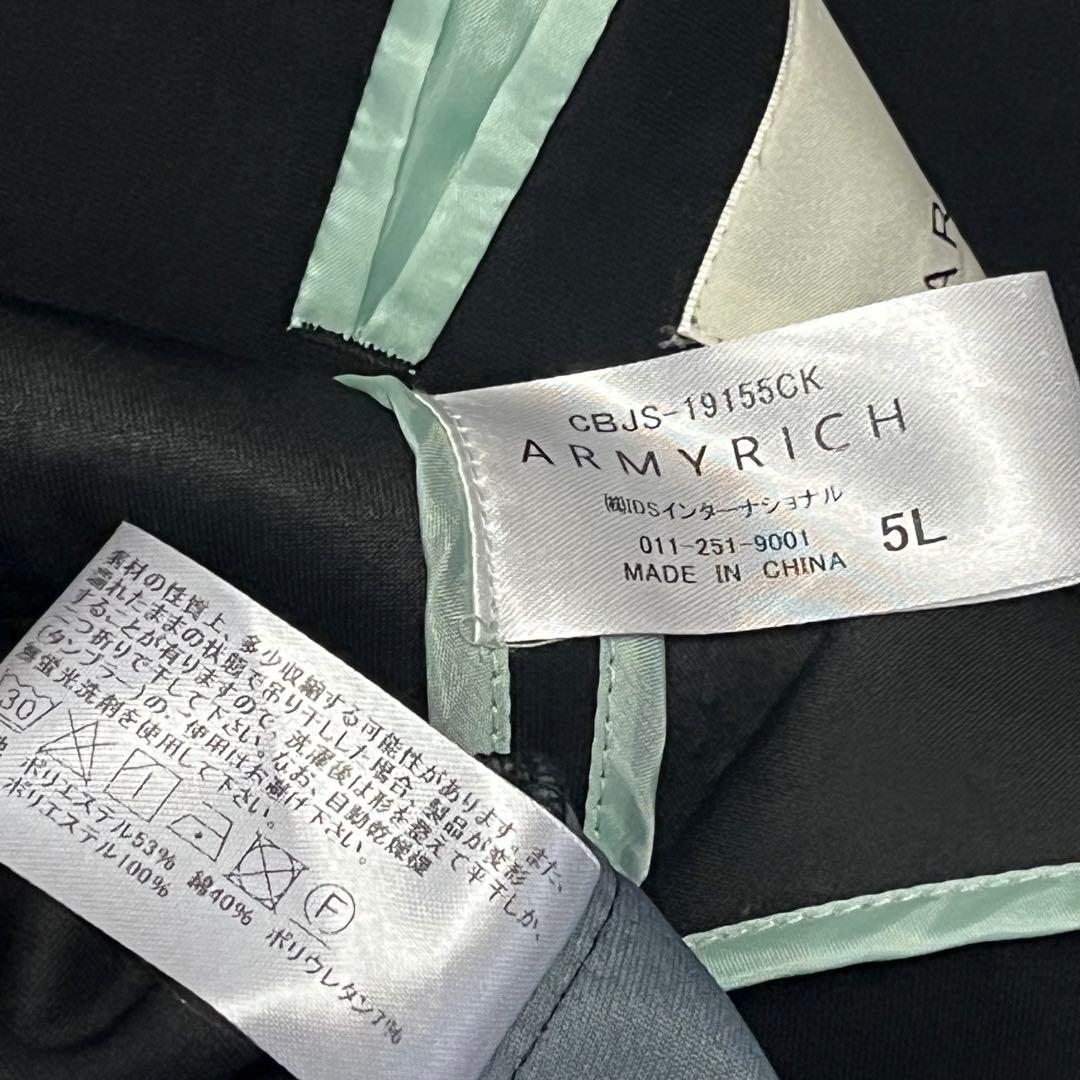 AR
CBJS-19155CK
ARMYRICH
㈱IDSインターナショナル
011-251-9001
5L
MADE IN CHINA
素材の性質上、多少収縮する可能性があります。また、
濡れたままの状態で吊り干しした場合、製品が変形
することが有りますので、洗濯後は形を整えて平干しか、
二つ折りで干して下さい。なお、自動乾燥機
(タンブラー)の、使用はお避け下さい。
無蛍光洗剤を使用して下さい。
30
F
ポリエステル53% 綿40% ポリウレタン7%
ポリエステル100%